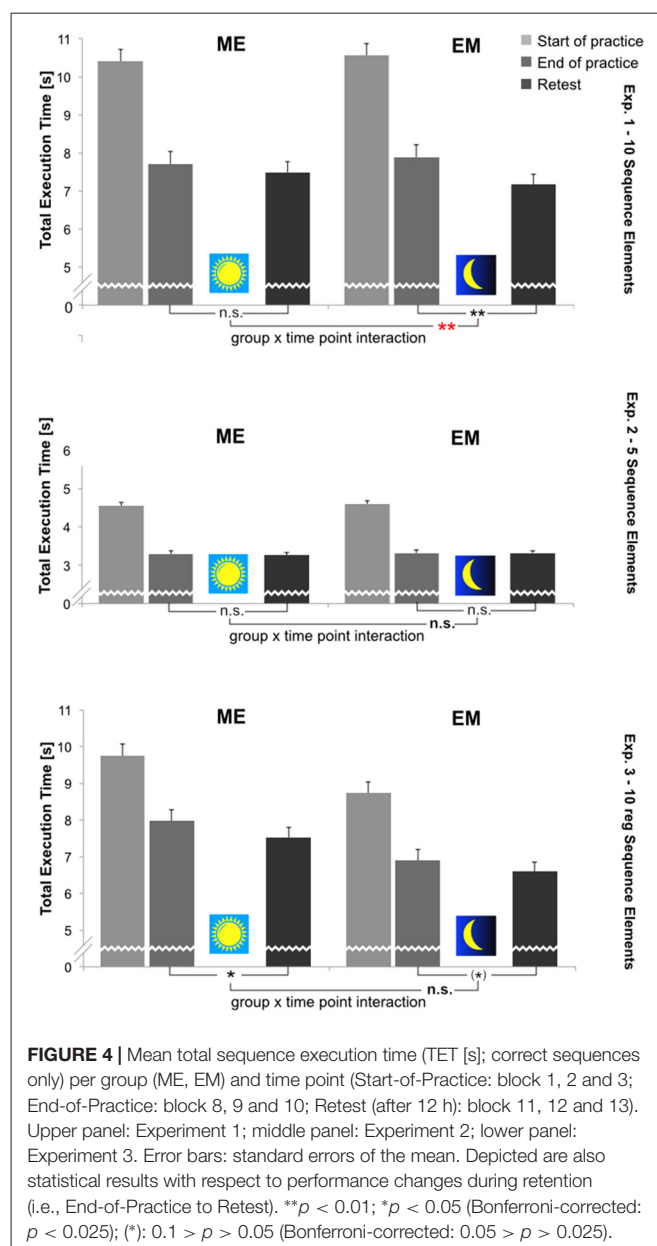 ME
EM
Start of practice
End of practice
Retest
Total Execution Time [s]
11
10
9
8
7
6
5
0
Exp. 1 - 10 Sequence Elements
n.s.
**
**
group x time point interaction
ME
EM
Total Execution Time [s]
6
5
4
3
0
Exp. 2 - 5 Sequence Elements
n.s.
n.s.
n.s.
group x time point interaction
ME
EM
Total Execution Time [s]
11
10
9
8
7
6
5
0
Exp. 3 - 10 reg Sequence Elements
*
(*)
n.s.
group x time point interaction
FIGURE 4 | Mean total sequence execution time (TET [s]; correct sequences
only) per group (ME, EM) and time point (Start-of-Practice: block 1, 2 and 3;
End-of-Practice: block 8, 9 and 10; Retest (after 12 h): block 11, 12 and 13).
Upper panel: Experiment 1; middle panel: Experiment 2; lower panel:
Experiment 3. Error bars: standard errors of the mean. Depicted are also
statistical results with respect to performance changes during retention
(i.e., End-of-Practice to Retest). **p < 0.01; *p < 0.05 (Bonferroni-corrected:
p < 0.025); (*): 0.1 > p > 0.05 (Bonferroni-corrected: 0.05 > p > 0.025).